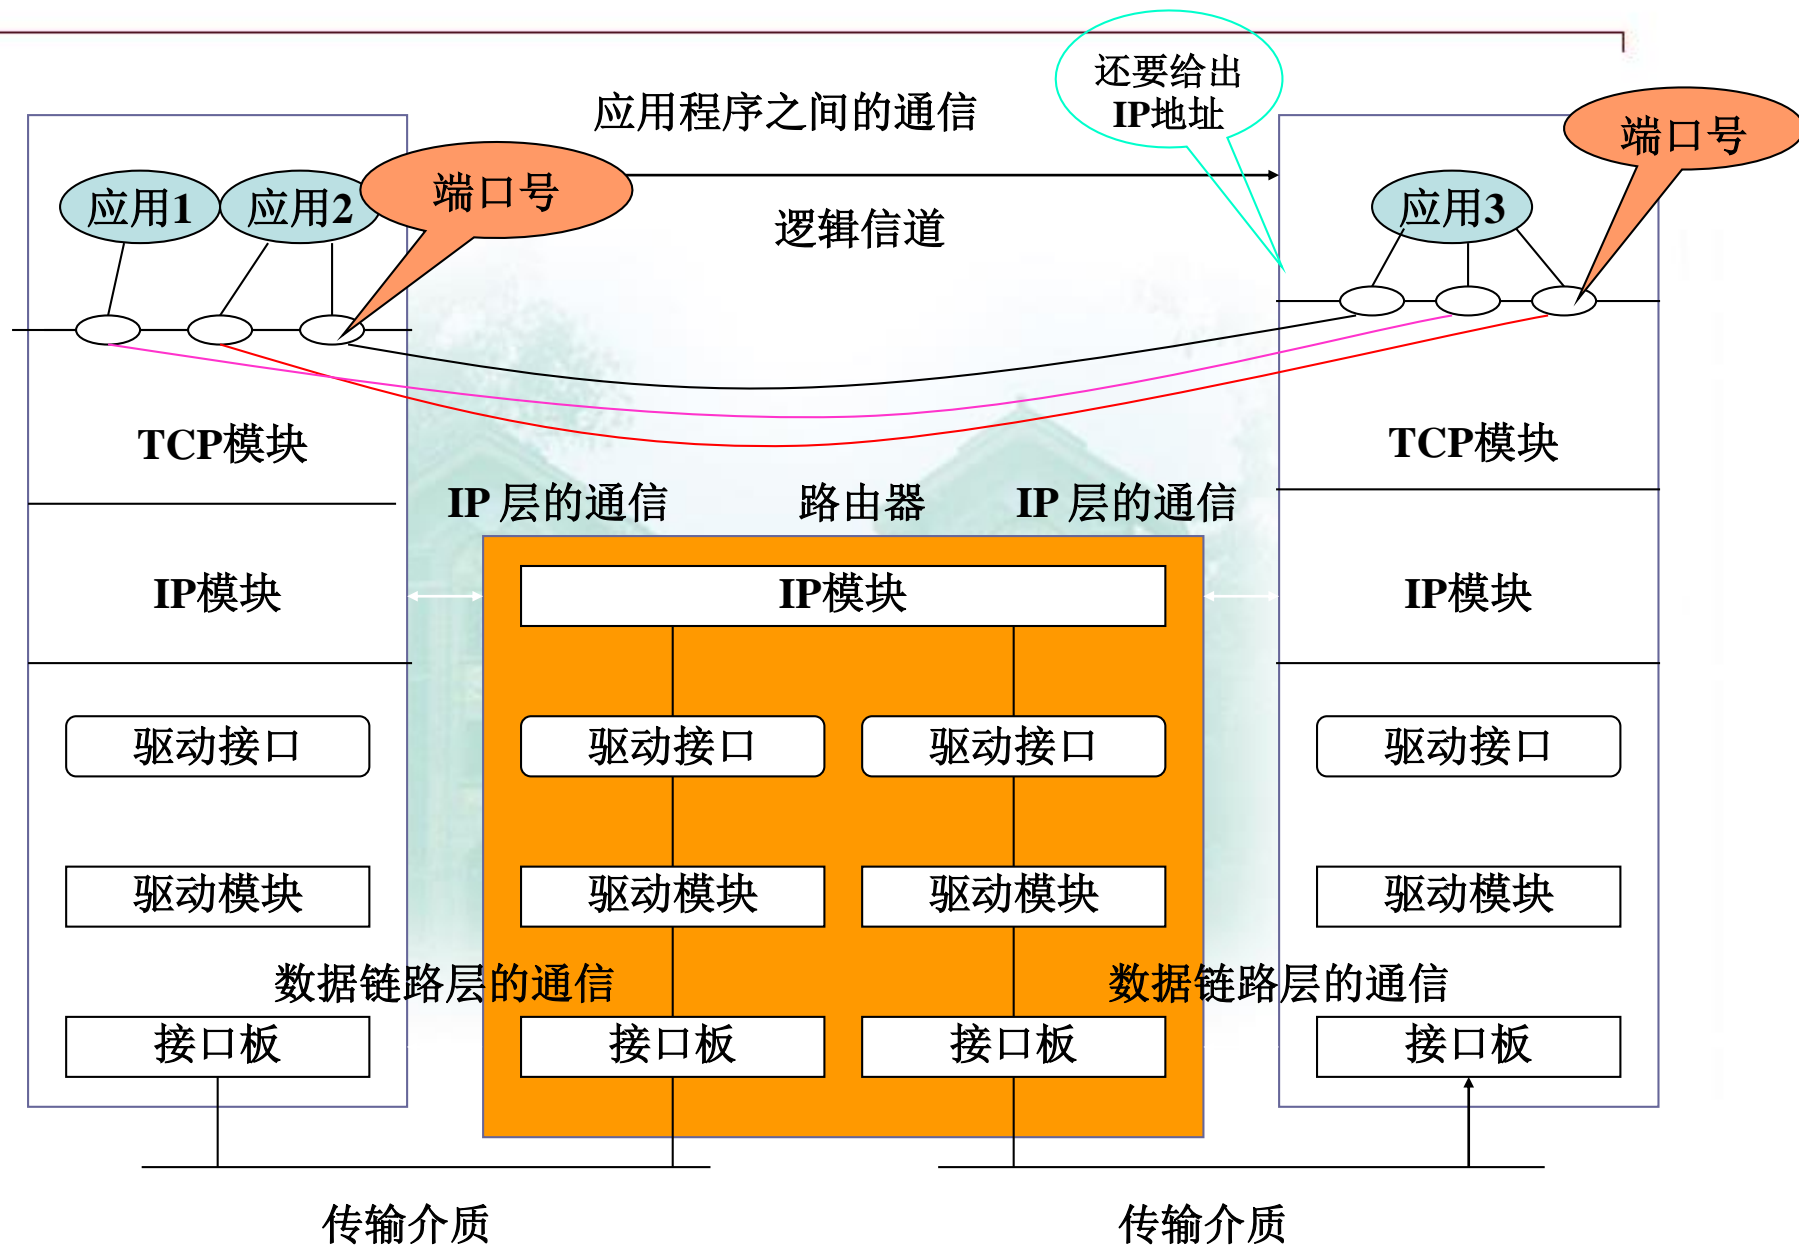 还要给出
IP地址
应用程序之间的通信
端口号
端口号
应用1
应用2
应用3
逻辑信道
TCP模块
TCP模块
IP 层的通信
路由器
IP 层的通信
IP模块
IP模块
IP模块
驱动接口
驱动接口
驱动接口
驱动接口
驱动模块
驱动模块
驱动模块
驱动模块
数据链路层的通信
数据链路层的通信
接口板
接口板
接口板
接口板
传输介质
传输介质